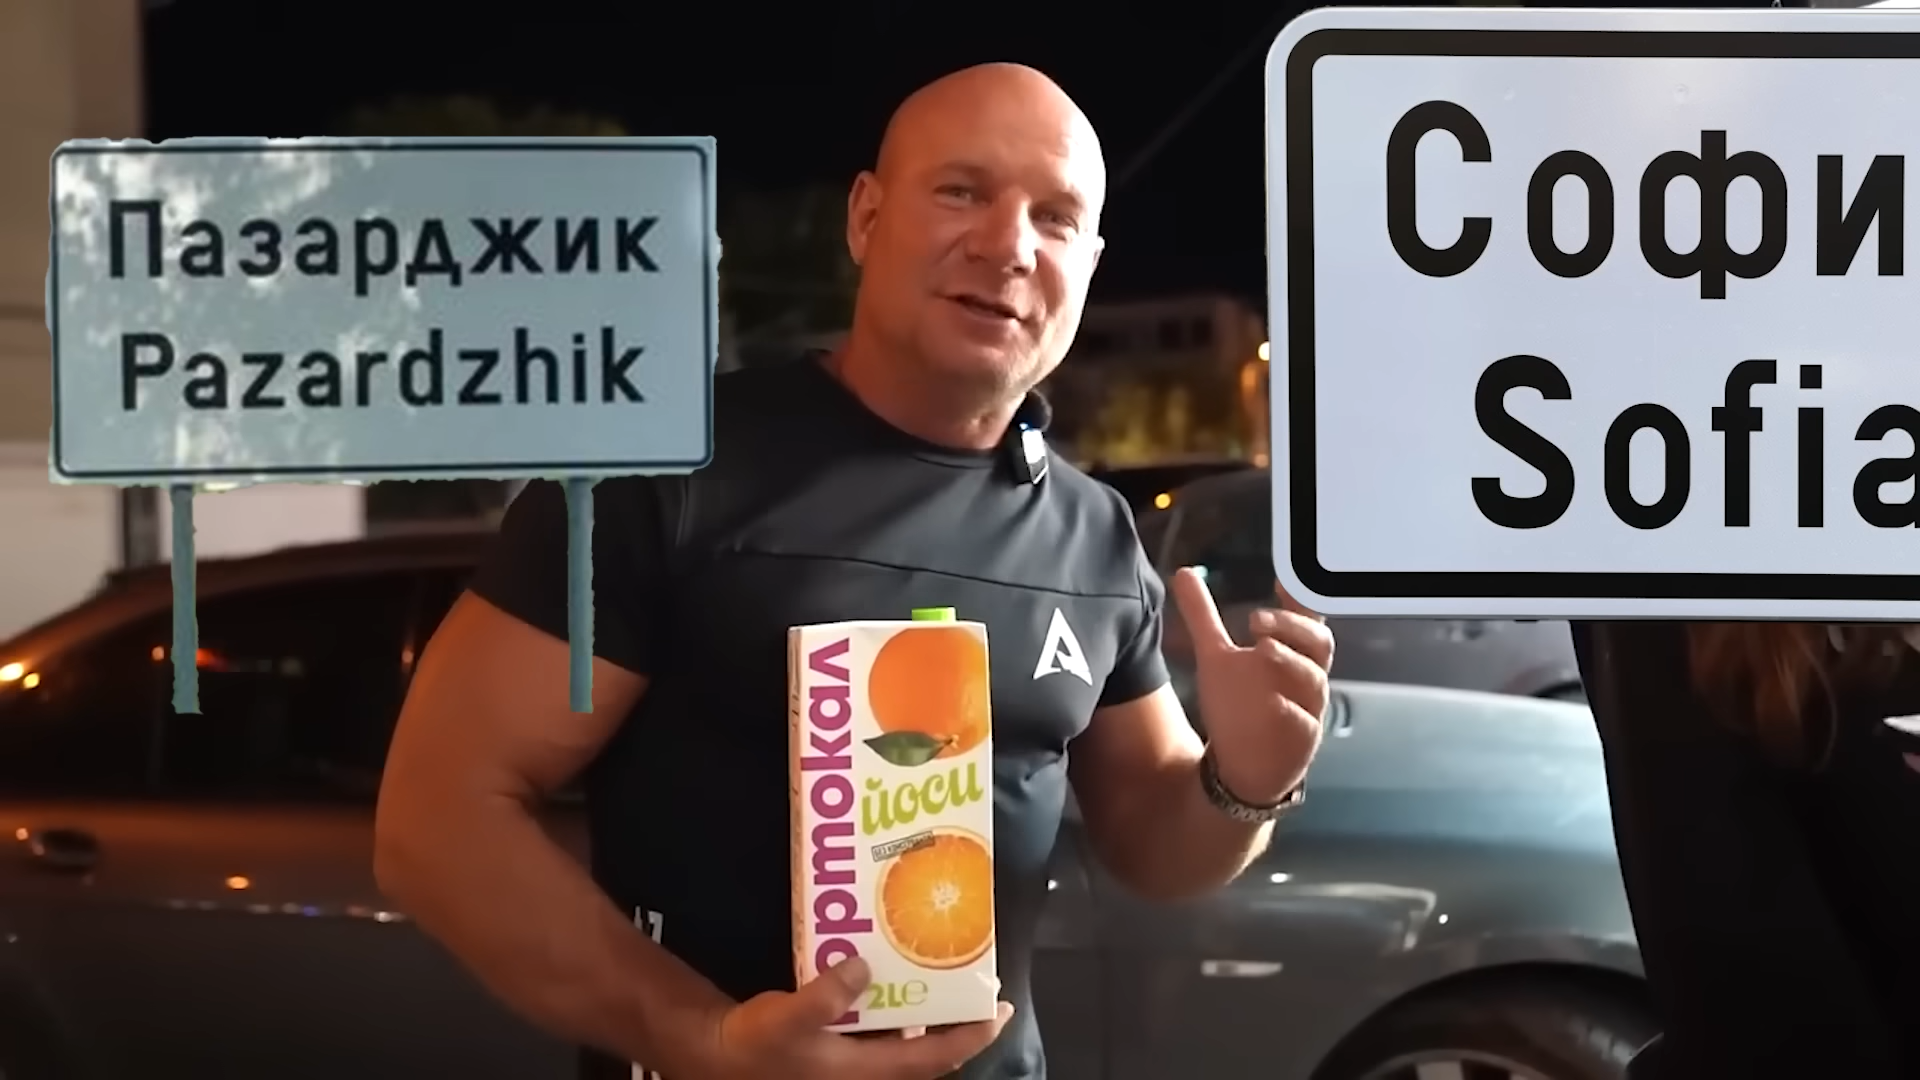 Пазарджик
Pazardzhik
Софи
Sofia
портокал
йоси
2L℮